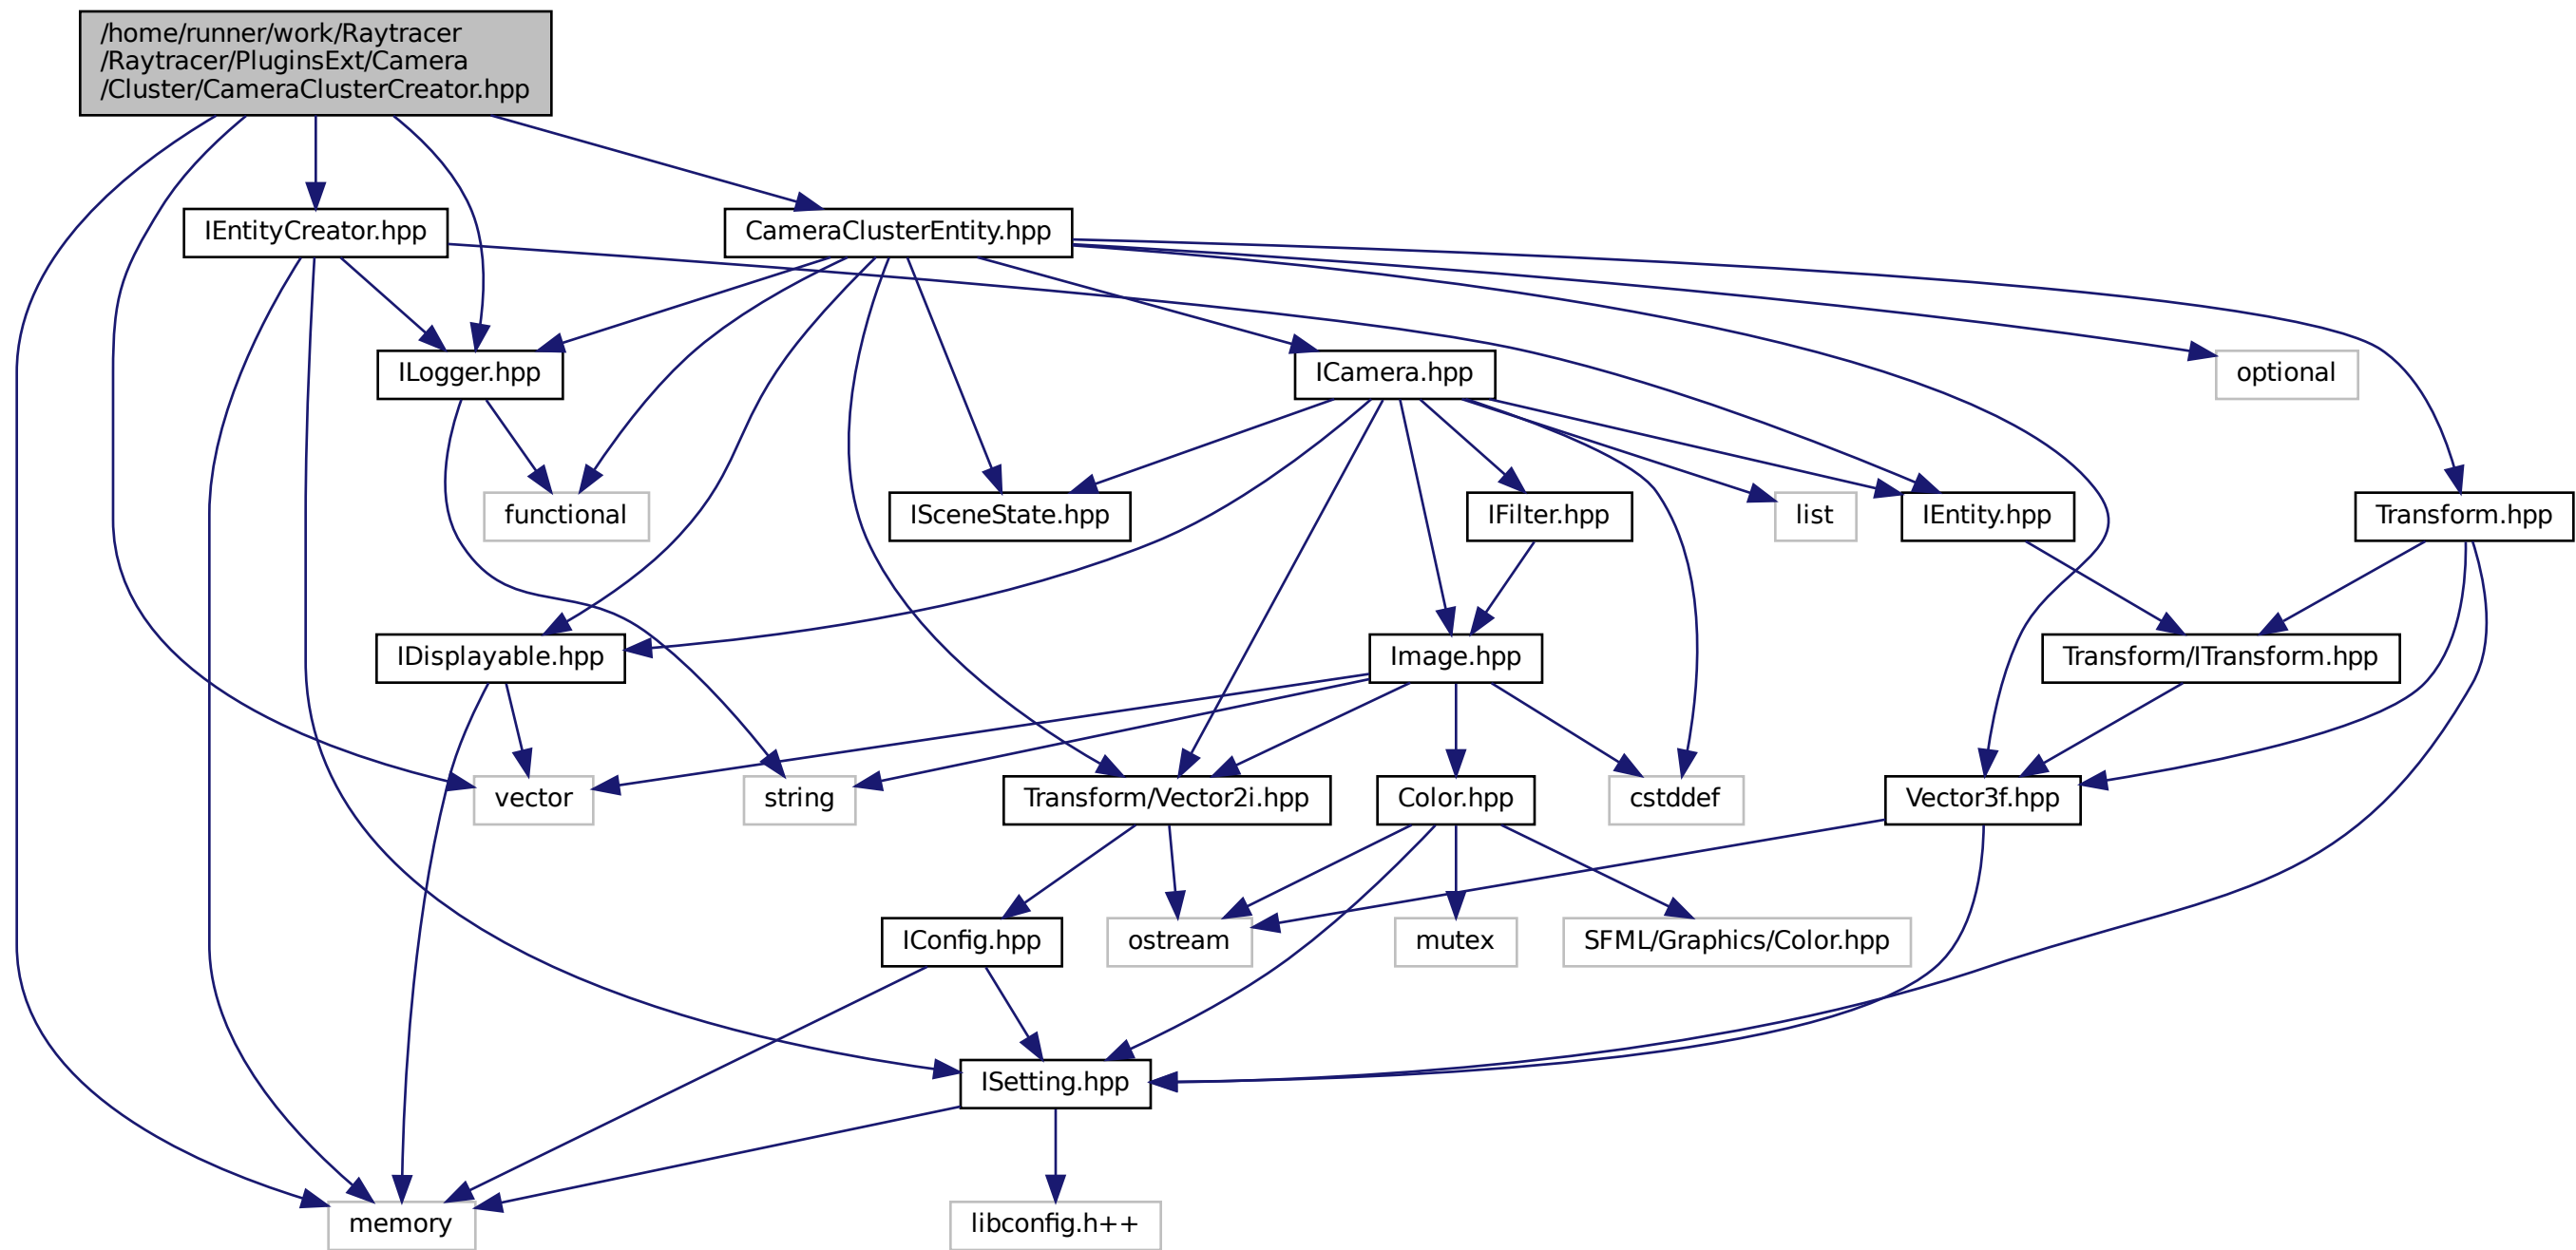 /home/runner/work/Raytracer
/Raytracer/PluginsExt/Camera
/Cluster/CameraClusterCreator.hpp
IEntityCreator.hpp
CameraClusterEntity.hpp
ILogger.hpp
ICamera.hpp
optional
functional
ISceneState.hpp
IFilter.hpp
list
IEntity.hpp
Transform.hpp
IDisplayable.hpp
Image.hpp
Transform/ITransform.hpp
vector
string
Transform/Vector2i.hpp
Color.hpp
cstddef
Vector3f.hpp
IConfig.hpp
ostream
mutex
SFML/Graphics/Color.hpp
ISetting.hpp
memory
libconfig.h++